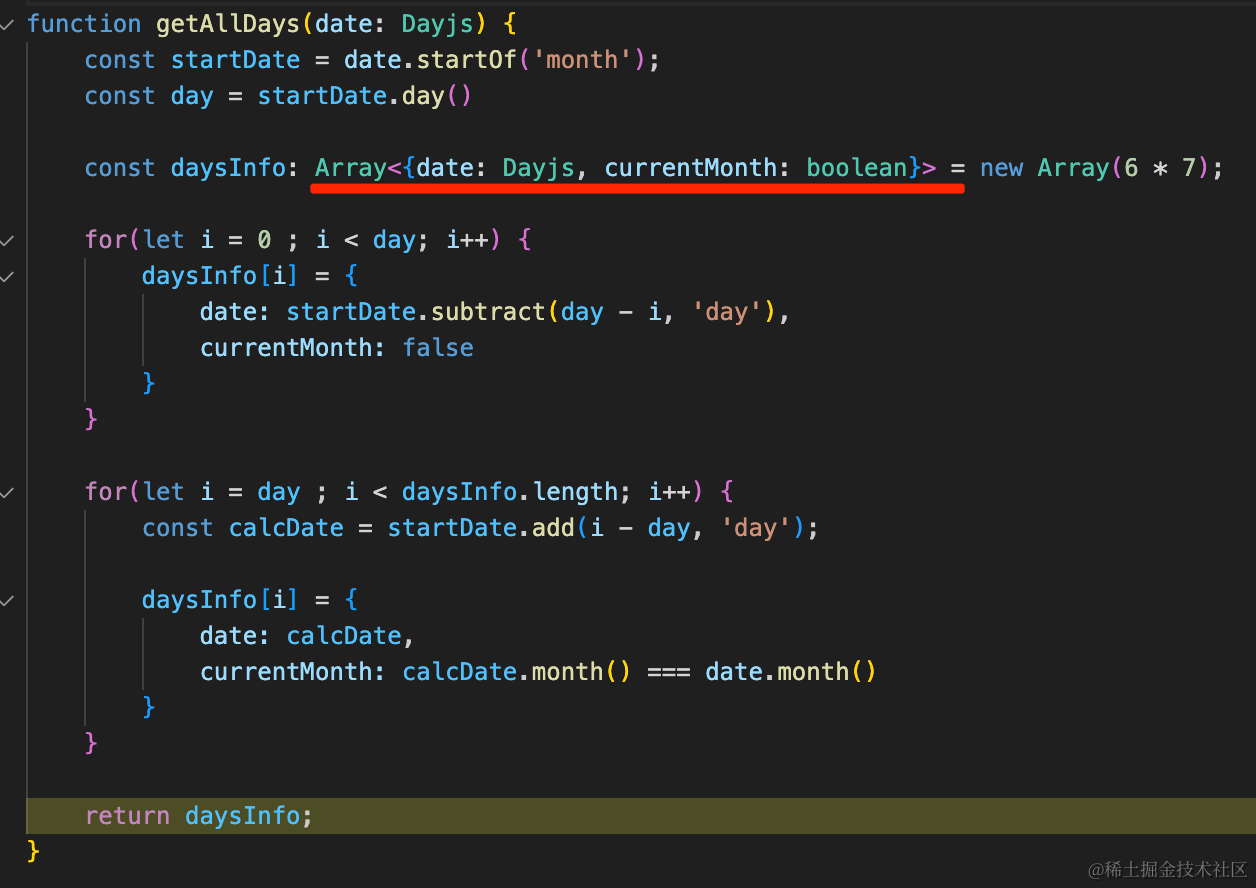 function getAllDays(date: Dayjs) {
    const startDate = date.startOf('month');
    const day = startDate.day()
    const daysInfo: Array<{date: Dayjs, currentMonth: boolean}> = new Array(6 * 7);
    for(let i = 0 ; i < day; i++) {
        daysInfo[i] = {
            date: startDate.subtract(day - i, 'day'),
            currentMonth: false
        }
    }
    for(let i = day ; i < daysInfo.length; i++) {
        const calcDate = startDate.add(i - day, 'day');
        daysInfo[i] = {
            date: calcDate,
            currentMonth: calcDate.month() === date.month()
        }
    }
    return daysInfo;
}
@稀土掘金技术社区